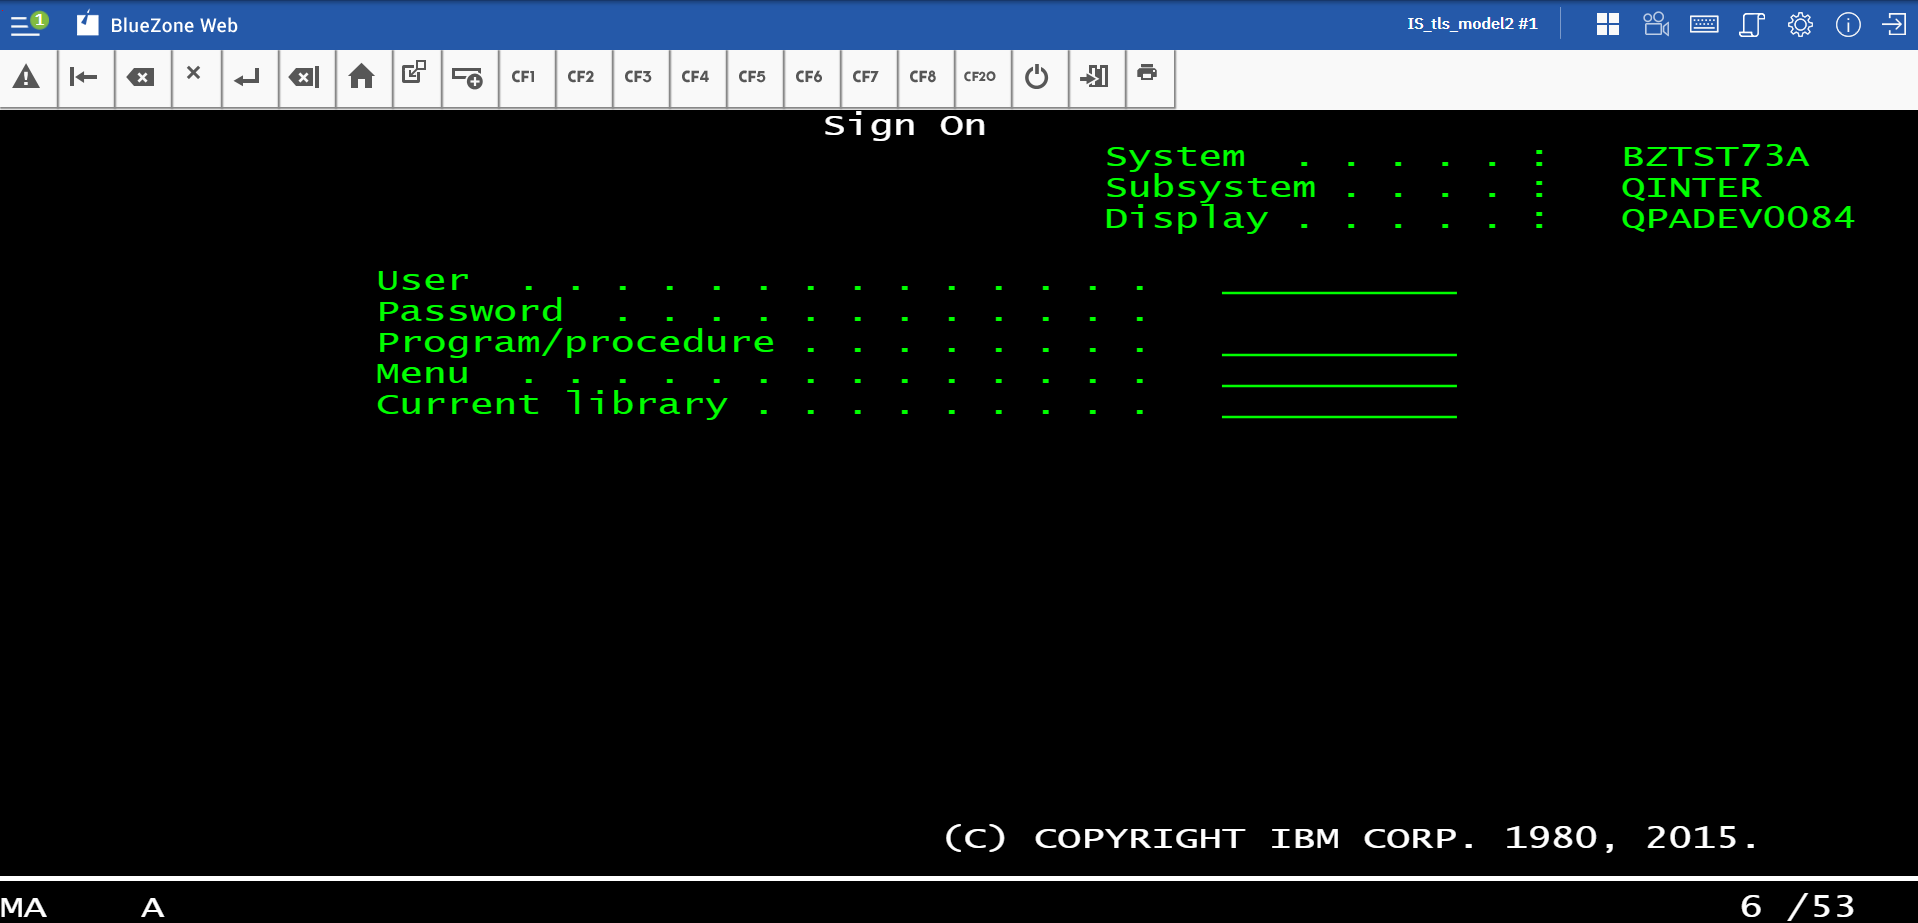 1 BlueZone Web IS_tls_model2 #1
CF1 CF2 CF3 CF4 CF5 CF6 CF7 CF8 CF20
Sign On
System . . . . . : BZTST73A
Subsystem . . . . : QINTER
Display . . . . . : QPADEV0084
User . . . . . . . . . . . . . .
Password . . . . . . . . . . . .
Program/procedure . . . . . . . .
Menu . . . . . . . . . . . . . .
Current library . . . . . . . . .
(C) COPYRIGHT IBM CORP. 1980, 2015.
MA A 6 /53